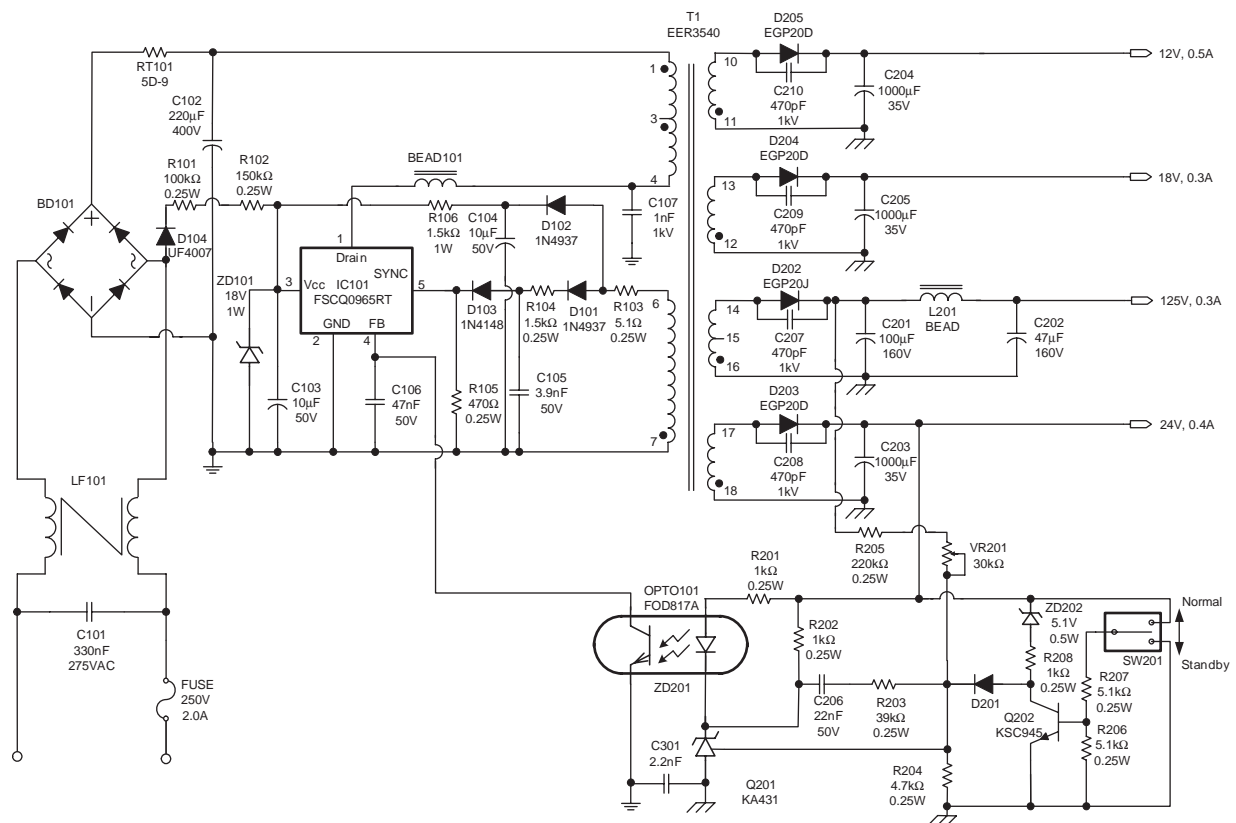 T1
EER3540
RT101
5D-9
C102
220µF
400V
R101
100kΩ
0.25W
R102
150kΩ
0.25W
BD101
D104
UF4007
BEAD101
R106
1.5kΩ
1W
C104
10µF
50V
D102
1N4937
C107
1nF
1kV
1
3
4
6
7
ZD101
18V
1W
1
Drain
3
Vcc
IC101
SYNC
FSCQ0965RT
5
GND
FB
2
4
D103
1N4148
R104
1.5kΩ
0.25W
D101
1N4937
R103
5.1Ω
0.25W
C103
10µF
50V
C106
47nF
50V
R105
470Ω
0.25W
C105
3.9nF
50V
LF101
C101
330nF
275VAC
FUSE
250V
2.0A
10
11
D205
EGP20D
C210
470pF
1kV
C204
1000µF
35V
12V, 0.5A
13
12
D204
EGP20D
C209
470pF
1kV
C205
1000µF
35V
18V, 0.3A
14
15
16
D202
EGP20J
C207
470pF
1kV
C201
100µF
160V
L201
BEAD
C202
47µF
160V
125V, 0.3A
17
18
D203
EGP20D
C208
470pF
1kV
C203
1000µF
35V
24V, 0.4A
R205
220kΩ
0.25W
VR201
30kΩ
R201
1kΩ
0.25W
OPTO101
FOD817A
R202
1kΩ
0.25W
ZD201
C206
22nF
50V
R203
39kΩ
0.25W
D201
ZD202
5.1V
0.5W
R208
1kΩ
0.25W
Q202
KSC945
SW201
Normal
Standby
R207
5.1kΩ
0.25W
R206
5.1kΩ
0.25W
C301
2.2nF
Q201
KA431
R204
4.7kΩ
0.25W